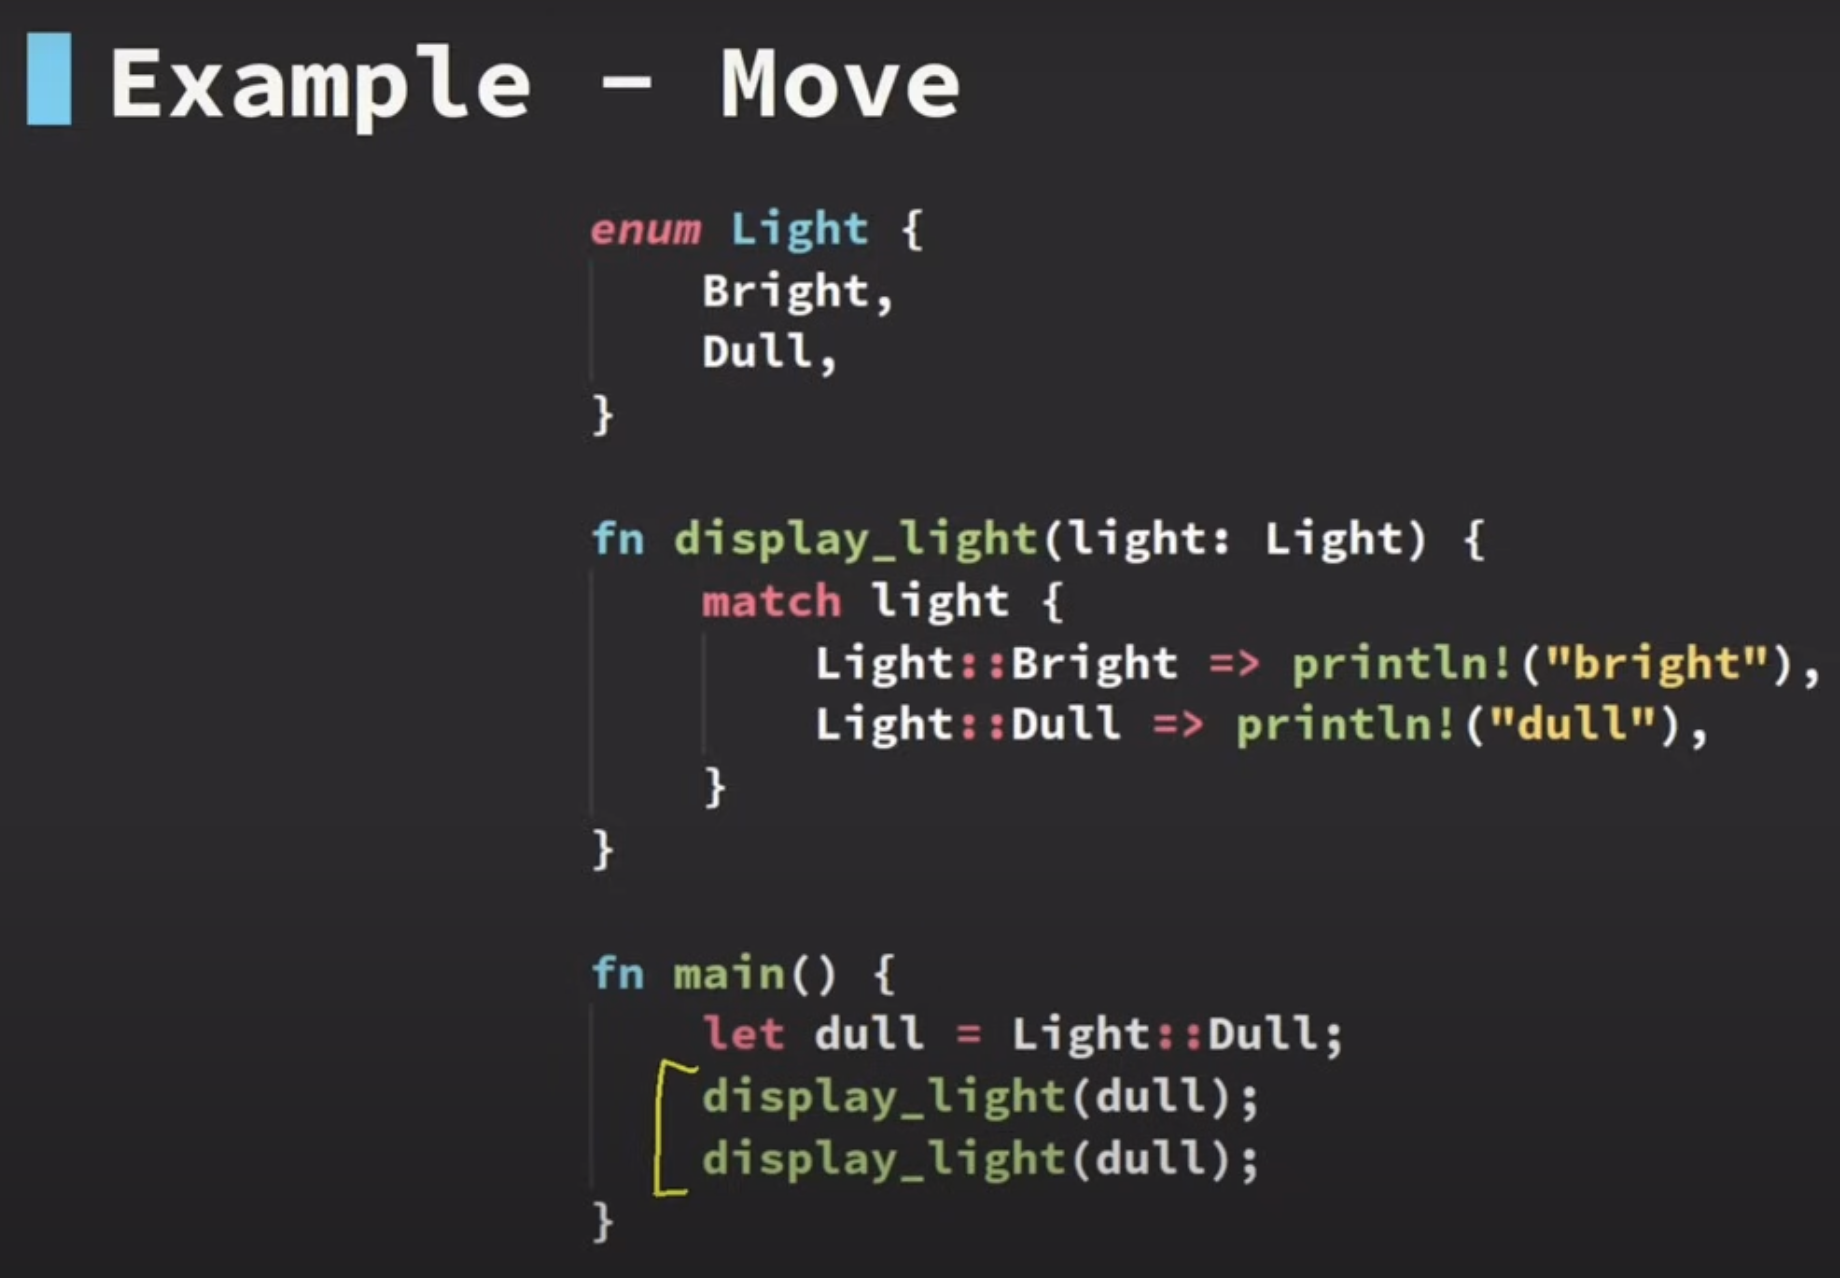 Example - Move
enum Light {
    Bright,
    Dull,
}
fn display_light(light: Light) {
    match light {
        Light::Bright => println!("bright"),
        Light::Dull => println!("dull"),
    }
}
fn main() {
    let dull = Light::Dull;
    display_light(dull);
    display_light(dull);
}